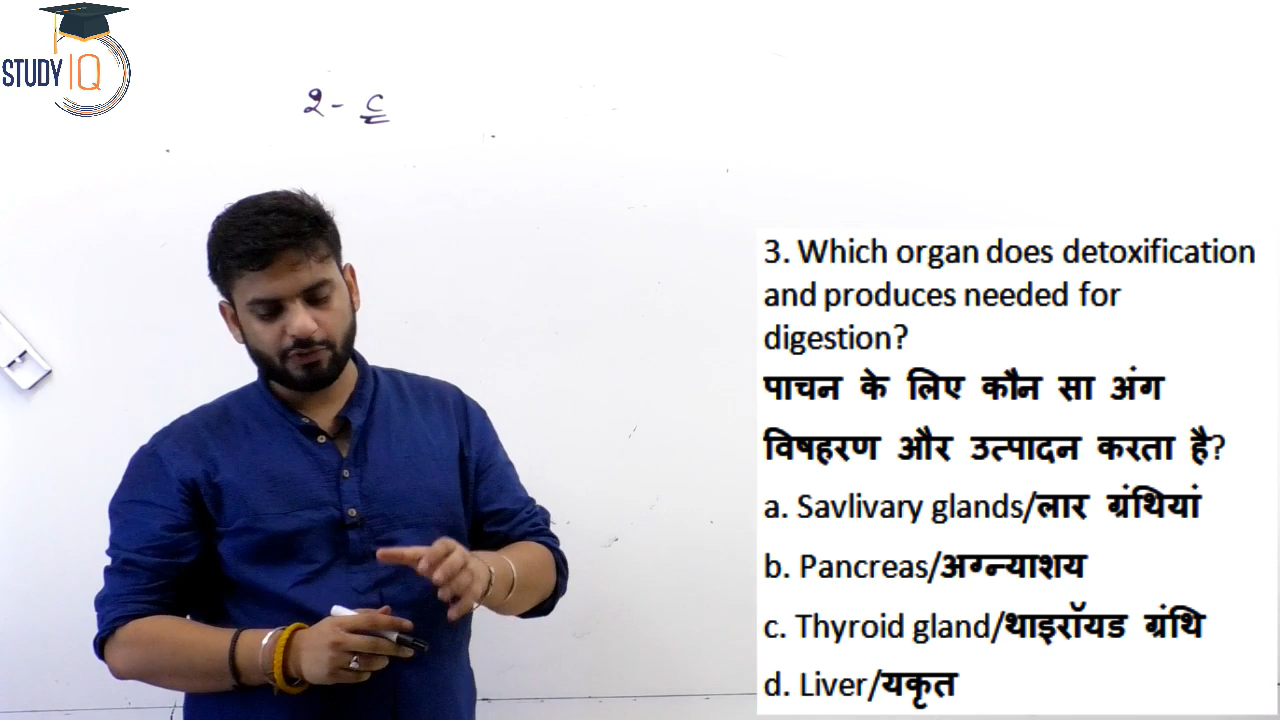 STUDY IQ
2 - C
3. Which organ does detoxification
and produces needed for
digestion?
पाचन के लिए कौन सा अंग
विषहरण और उत्पादन करता है?
a. Savlivary glands/लार ग्रंथियां
b. Pancreas/अग्न्याशय
c. Thyroid gland/थाइरॉयड ग्रंथि
d. Liver/यकृत